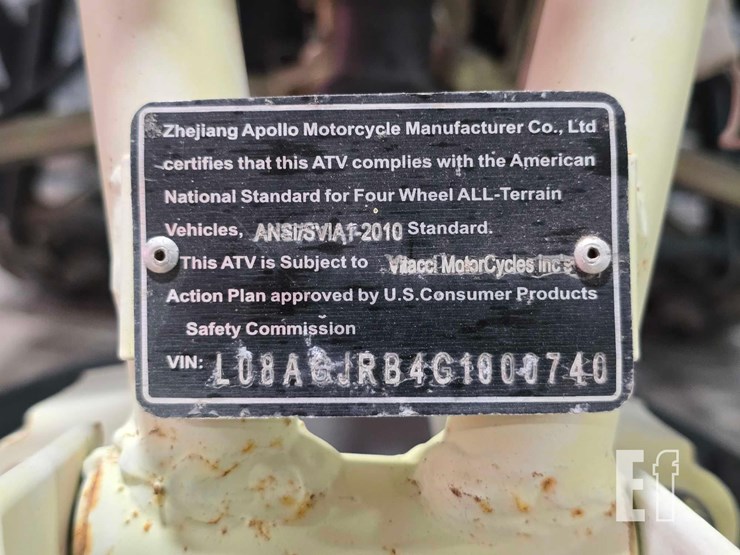 Zhejiang Apollo Motorcycle Manufacturer Co., Ltd
certifies that this ATV complies with the American
National Standard for Four Wheel ALL-Terrain
Vehicles, ANSI/SVIA1-2010 Standard.
This ATV is Subject to Vitacci MotorCycles Inc's
Action Plan approved by U.S.Consumer Products
Safety Commission
VIN: L08AGJRB4G1000740
Ef